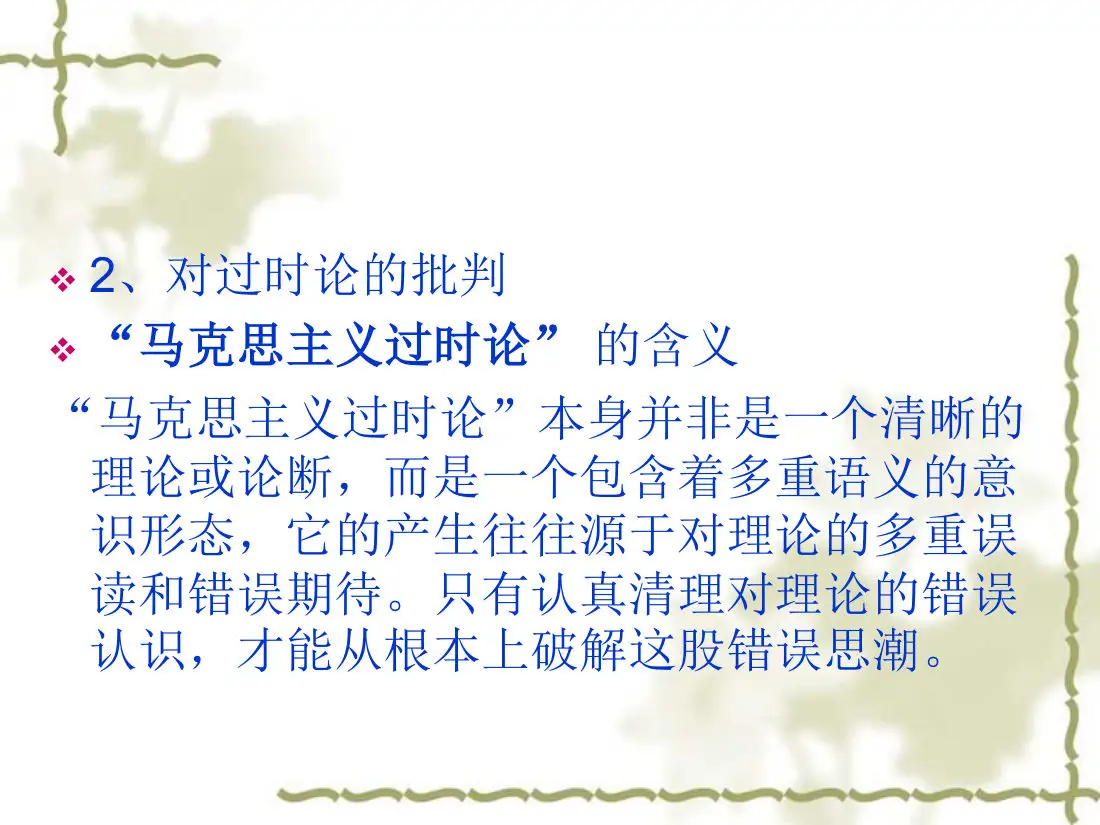 2、对过时论的批判
“马克思主义过时论” 的含义
“马克思主义过时论”本身并非是一个清晰的
理论或论断，而是一个包含着多重语义的意
识形态，它的产生往往源于对理论的多重误
读和错误期待。只有认真清理对理论的错误
认识，才能从根本上破解这股错误思潮。